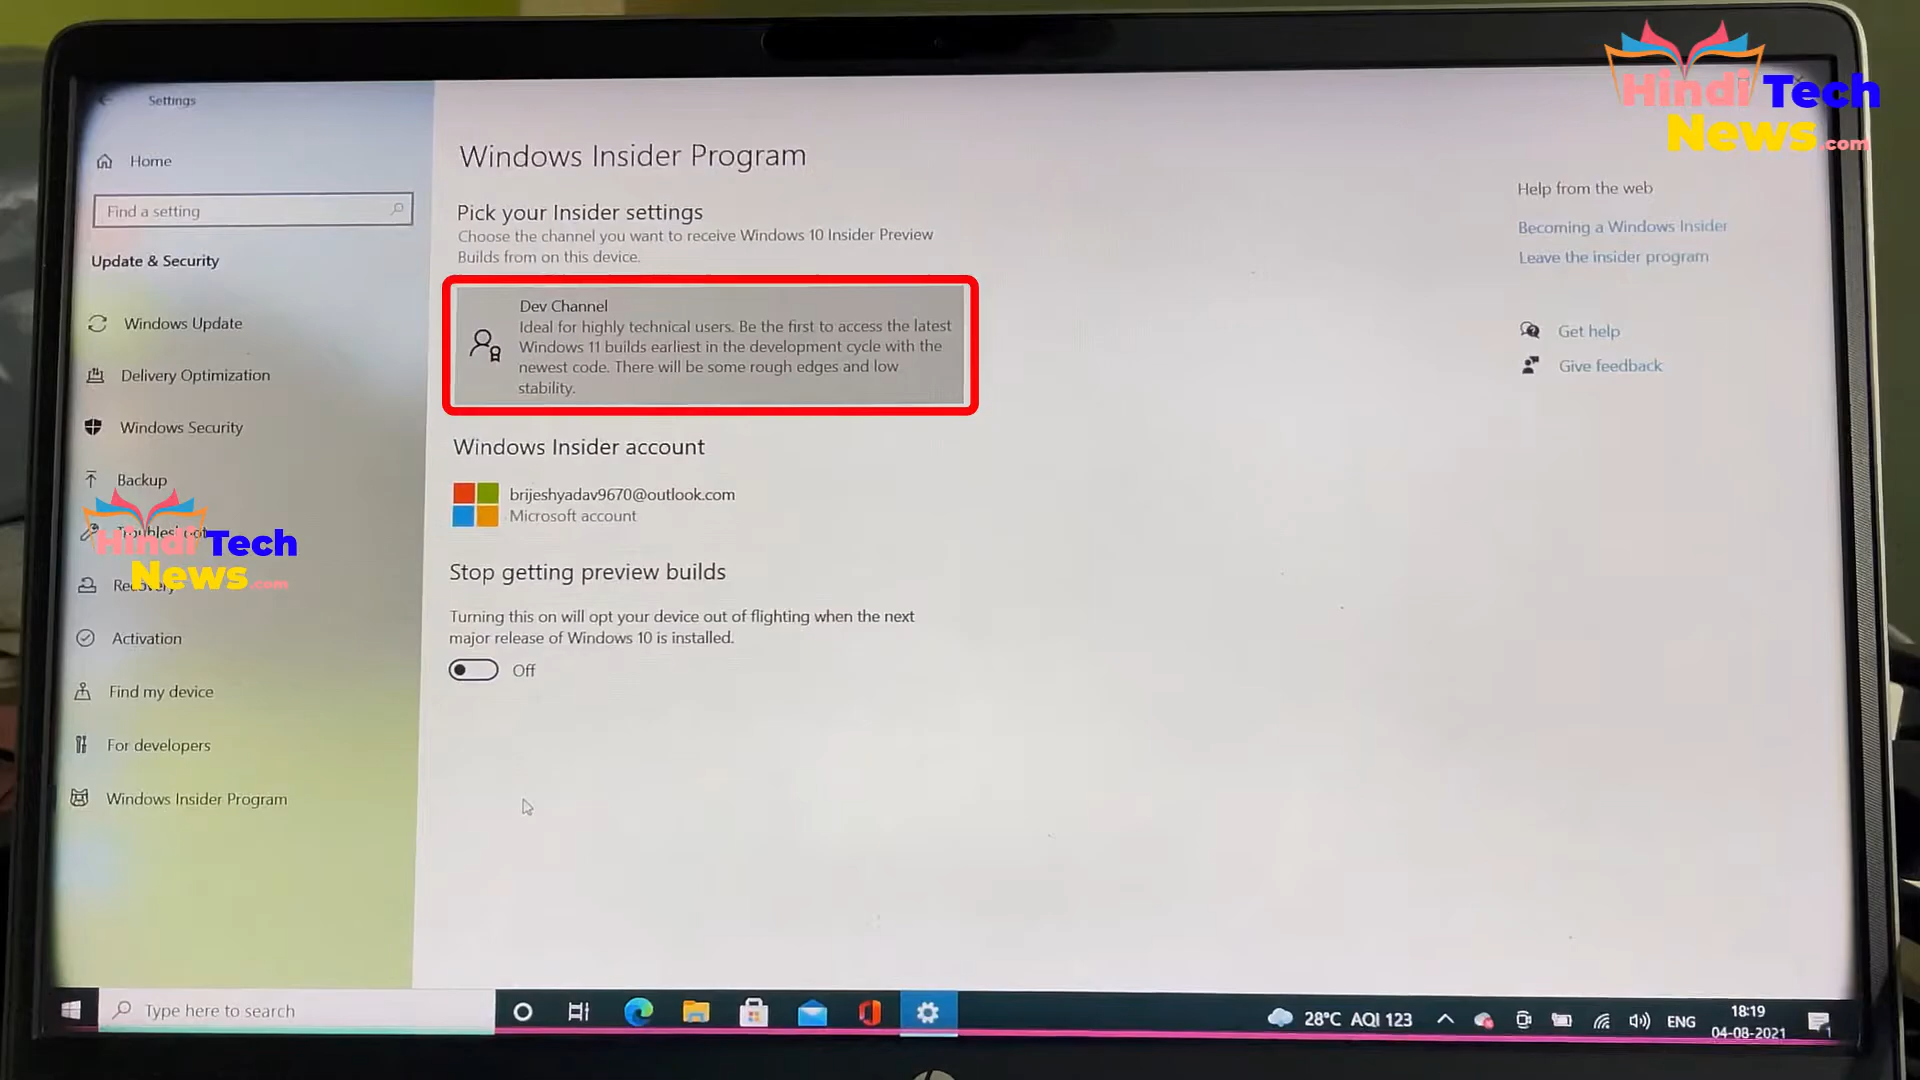 Settings
Home
Find a setting
Update & Security
Windows Update
Delivery Optimization
Windows Security
Backup
Recovery
Activation
Find my device
For developers
Windows Insider Program
Hindi Tech
News.com
Windows Insider Program
Pick your Insider settings
Choose the channel you want to receive Windows 10 Insider Preview
Builds from on this device.
Dev Channel
Ideal for highly technical users. Be the first to access the latest
Windows 11 builds earliest in the development cycle with the
newest code. There will be some rough edges and low
stability.
Windows Insider account
brijeshyadav9670@outlook.com
Microsoft account
Stop getting preview builds
Turning this on will opt your device out of flighting when the next
major release of Windows 10 is installed.
Off
Hindi Tech
News.com
Help from the web
Becoming a Windows Insider
Leave the insider program
Get help
Give feedback
Type here to search
28°C AQI 123
ENG
18:19
04-08-2021
1